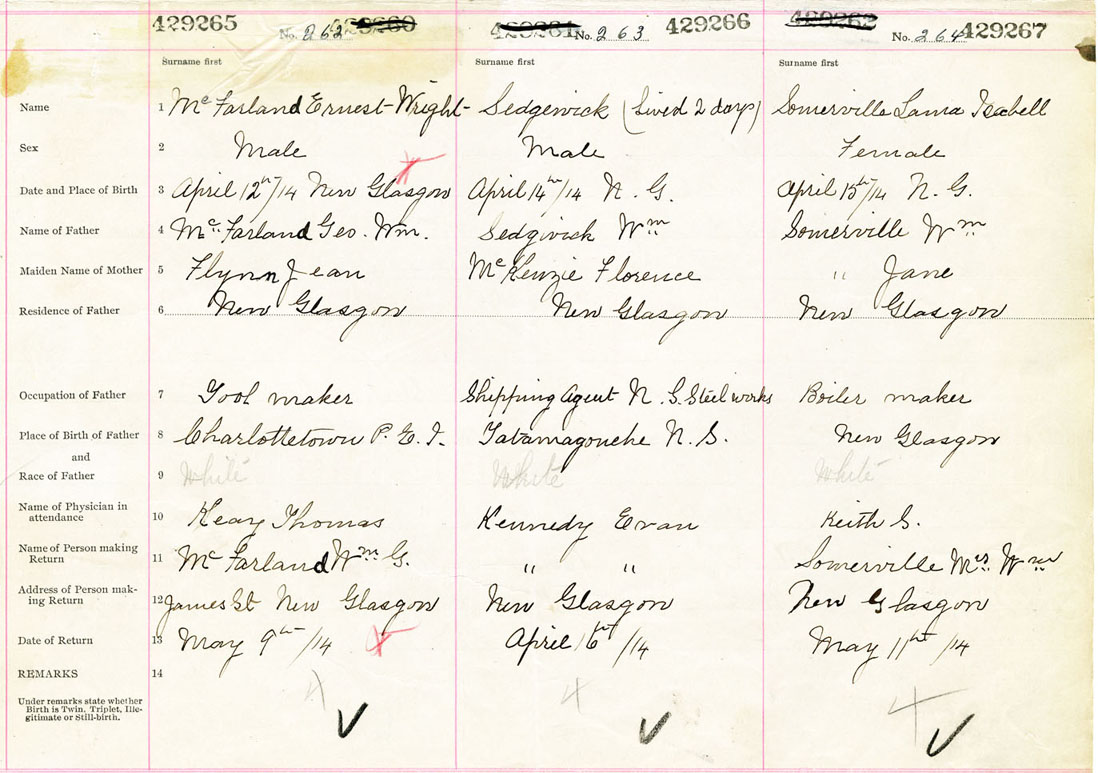 429265 No. 262 429260 429261 No. 263 429266 429262 No. 264 429267
Surname first Surname first Surname first
Name 1 McFarland Ernest Wright Sedgewick (Lived 2 days) Somerville Laura Isabell
Sex 2 Male Male Female
Date and Place of Birth 3 April 12th/14 New Glasgow April 14th/14 N. G. April 15th/14 N. G.
Name of Father 4 McFarland Geo. Wm. Sedgwick Wm Somerville Wm
Maiden Name of Mother 5 Flynn Jean McKenzie Florence " Jane
Residence of Father 6 New Glasgow New Glasgow New Glasgow
Occupation of Father 7 Tool maker Shipping Agent N. S. Steel works Boiler maker
Place of Birth of Father 8 Charlottetown P. E. I. Tatamagouche N. S. New Glasgow
and
Race of Father 9 White White White
Name of Physician in
attendance 10 Keay Thomas Kennedy Evan Keith S.
Name of Person making
Return 11 McFarland Wm G. " " Somerville Mrs. Wm
Address of Person mak-
ing Return 12 James St New Glasgow New Glasgow New Glasgow
Date of Return 13 May 9th/14 April 16th/14 May 11th/14
REMARKS 14
Under remarks state whether
Birth is Twin, Triplet, Ille-
gitimate or Still-birth.